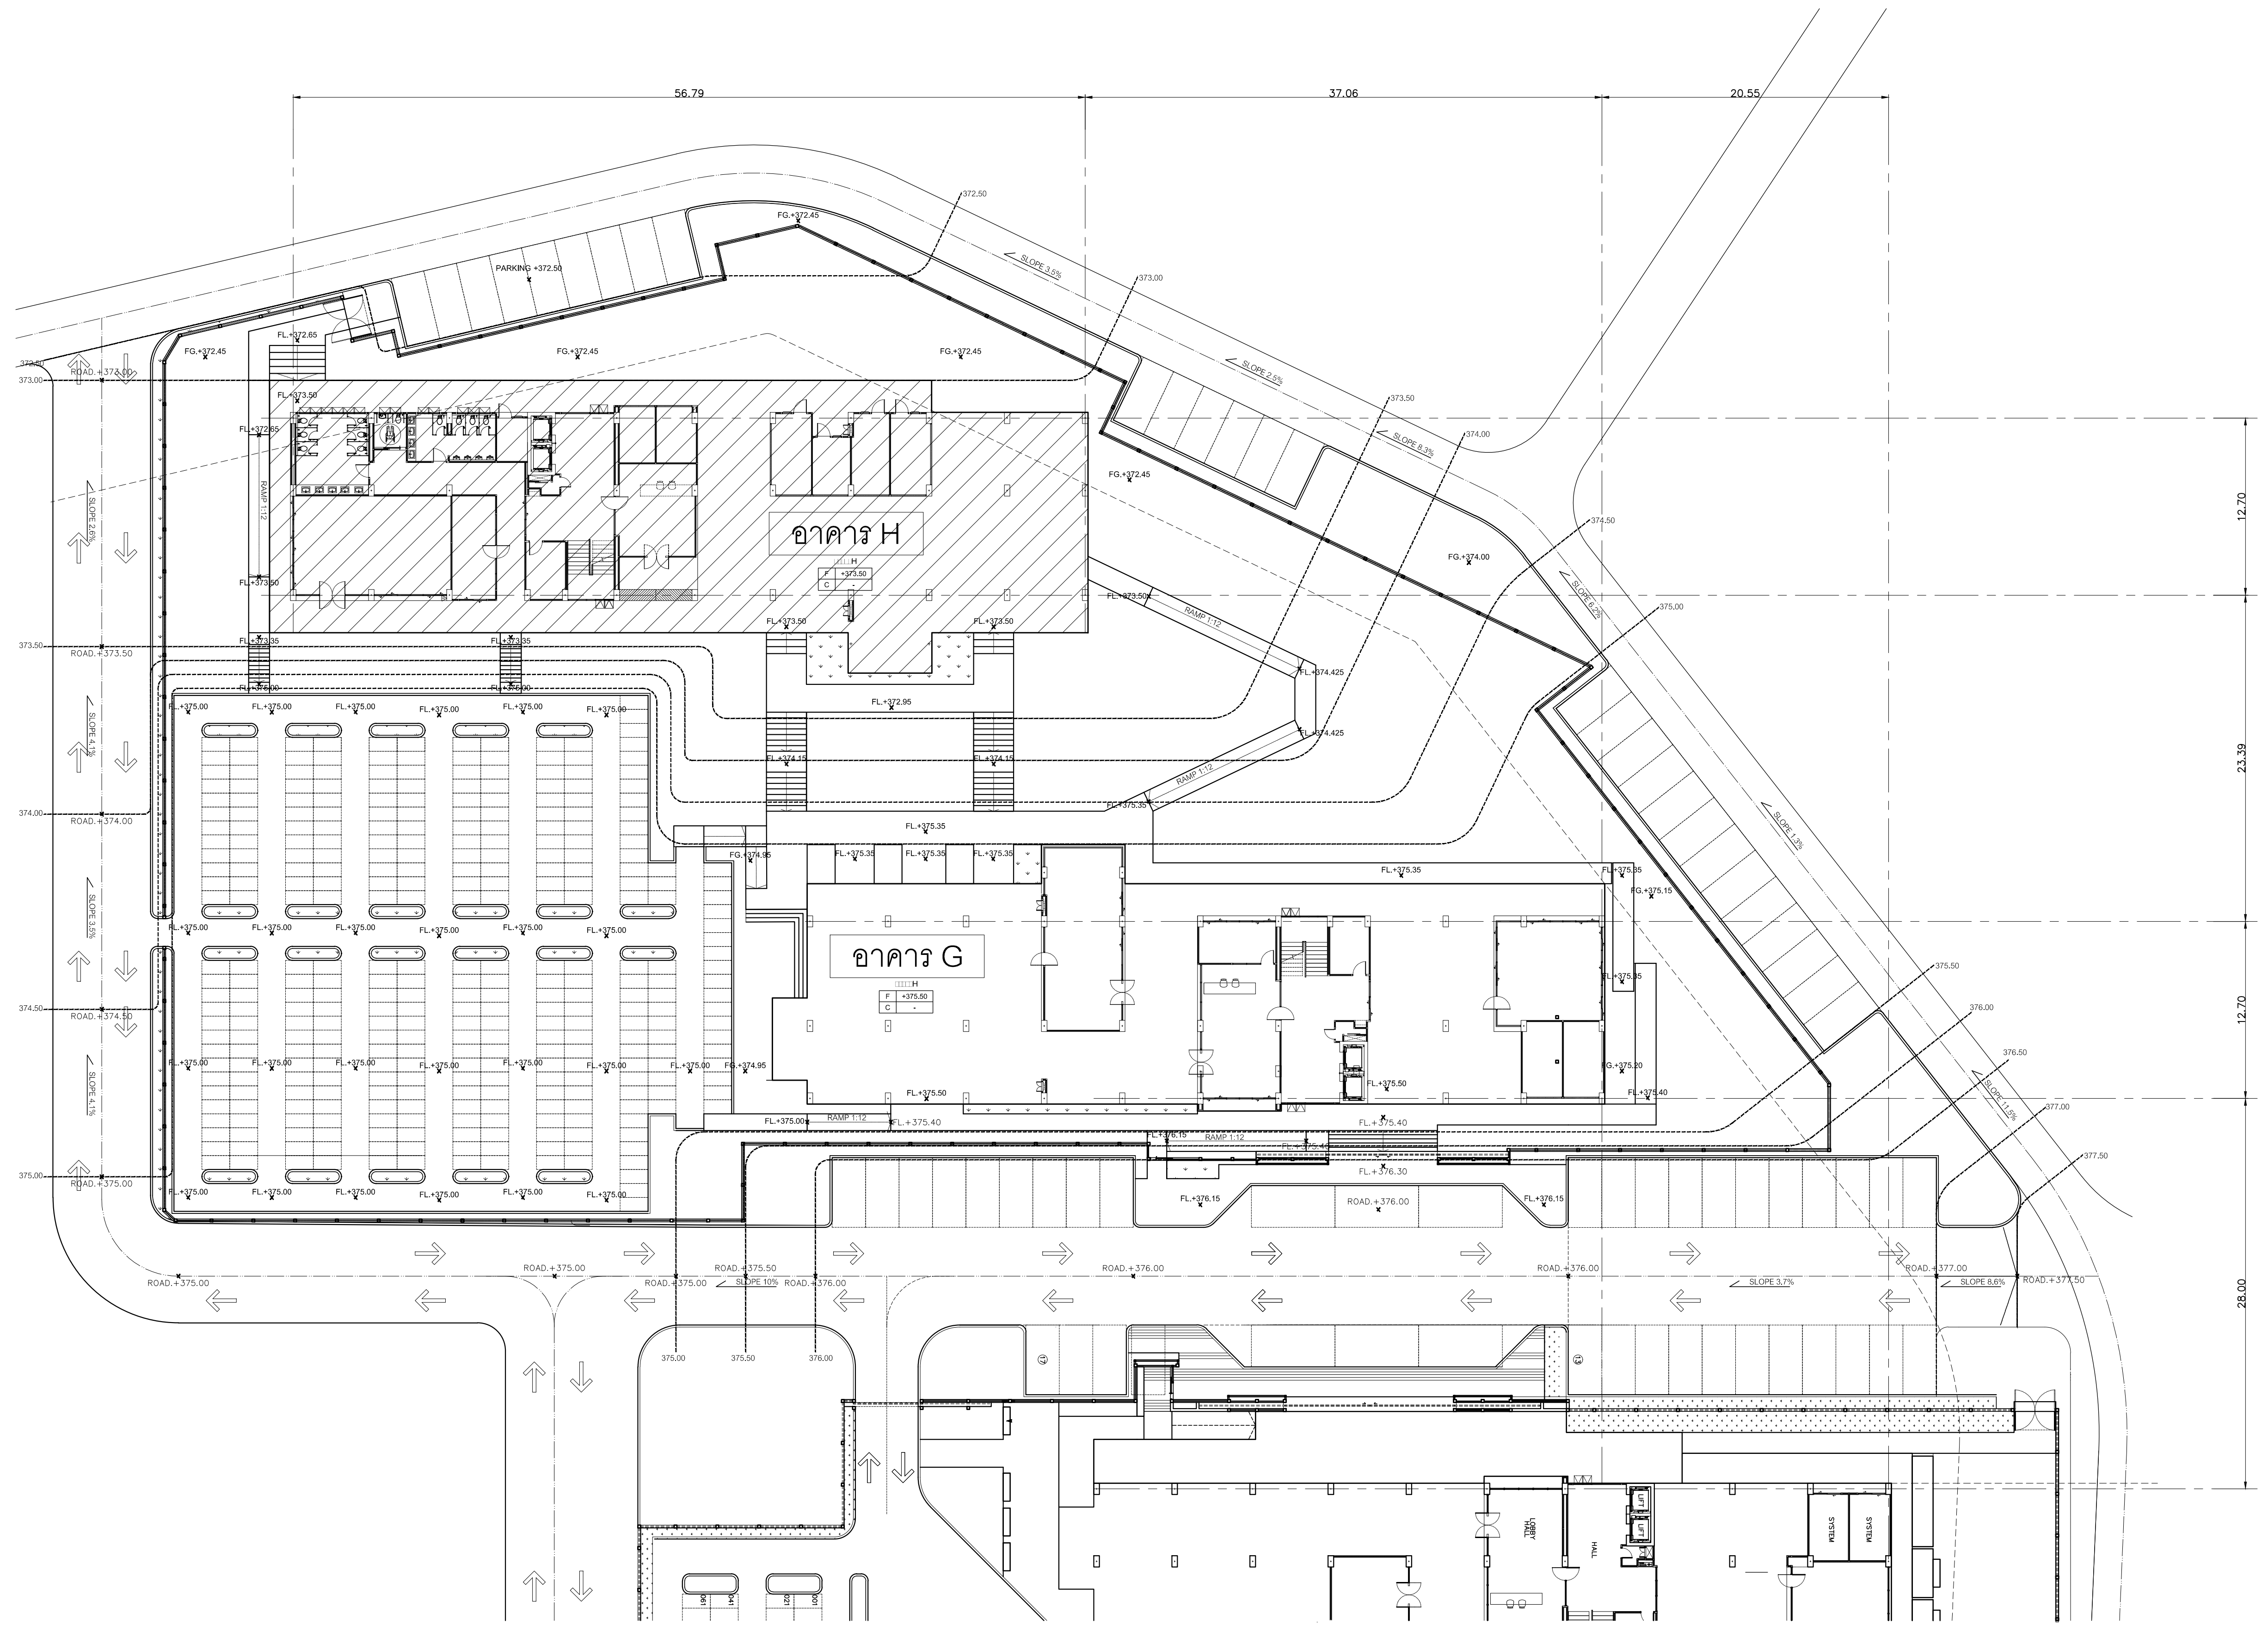 56.79
37.06
20.55
372.50
FG.+372.45
SLOPE 3.5%
PARKING +372.50
373.00
FL.+372.65
FG.+372.45
FG.+372.45
FG.+372.45
372.50
ROAD.+373.00
373.00
SLOPE 2.5%
FL.+373.50
373.50
FL.+372.65
374.00
SLOPE 8.3%
FG.+372.45
RAMP 1:12
SLOPE 2.6%
12.70
374.50
อาคาร H
H
F +373.50
C -
FG.+374.00
FL.+373.50
SLOPE 6.2%
FL.+373.50
RAMP 1:12
375.00
FL.+373.50
FL.+373.50
FL.+373.35
FL.+373.35
373.50
ROAD.+373.50
FL.+374.425
FL.+375.00
FL.+375.00
FL.+372.95
FL.+375.00
FL.+375.00
FL.+375.00
FL.+375.00
FL.+375.00
FL.+375.00
SLOPE 4.1%
FL.+374.425
23.39
FL.+374.15
FL.+374.15
RAMP 1:12
FL.+375.35
374.00
ROAD.+374.00
SLOPE 1.3%
FL.+375.35
FG.+374.95
FL.+375.35
FL.+375.35
FL.+375.35
FL.+375.35
FL.+375.35
FG.+375.15
SLOPE 3.5%
FL.+375.00
FL.+375.00
FL.+375.00
FL.+375.00
FL.+375.00
FL.+375.00
อาคาร G
H
F +375.50
C -
FL.+375.35
375.50
12.70
374.50
ROAD.+374.50
376.00
376.50
FL.+375.00
FL.+375.00
FL.+375.00
FL.+375.00
FL.+375.00
FL.+375.00
FL.+375.00
FG.+374.95
FG.+375.20
SLOPE 4.1%
FL.+375.50
FL.+375.50
FL.+375.40
SLOPE 11.5%
377.00
FL.+375.00
RAMP 1:12
FL.+375.40
FL.+375.40
FL.+376.15
RAMP 1:12
377.50
FL.+376.30
375.00
ROAD.+375.00
FL.+375.00
FL.+375.00
FL.+375.00
FL.+375.00
FL.+375.00
FL.+375.00
FL.+376.15
ROAD.+376.00
FL.+376.15
ROAD.+375.00
ROAD.+375.00
ROAD.+375.00
ROAD.+375.50
SLOPE 10%
ROAD.+376.00
ROAD.+376.00
ROAD.+376.00
SLOPE 3.7%
ROAD.+377.00
SLOPE 8.6%
ROAD.+377.50
28.00
375.00
375.50
376.00
17
13
LIFT
LIFT
LOBBY HALL
HALL
SYSTEM
SYSTEM
061
041
021
001